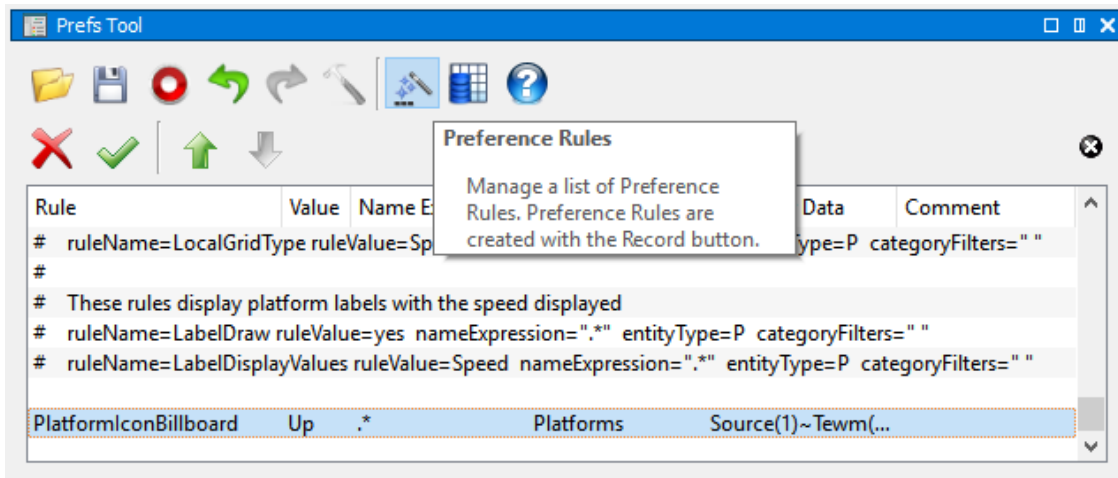 Prefs Tool
Preference Rules
Manage a list of Preference
Rules. Preference Rules are
created with the Record button.
Rule Value Name E Data Comment
# ruleName=LocalGridType ruleValue=Sp ype=P categoryFilters=" "
#
# These rules display platform labels with the speed displayed
# ruleName=LabelDraw ruleValue=yes nameExpression=".*" entityType=P categoryFilters=" "
# ruleName=LabelDisplayValues ruleValue=Speed nameExpression=".*" entityType=P categoryFilters=" "
PlatformIconBillboard Up .* Platforms Source(1)~Tewm(...